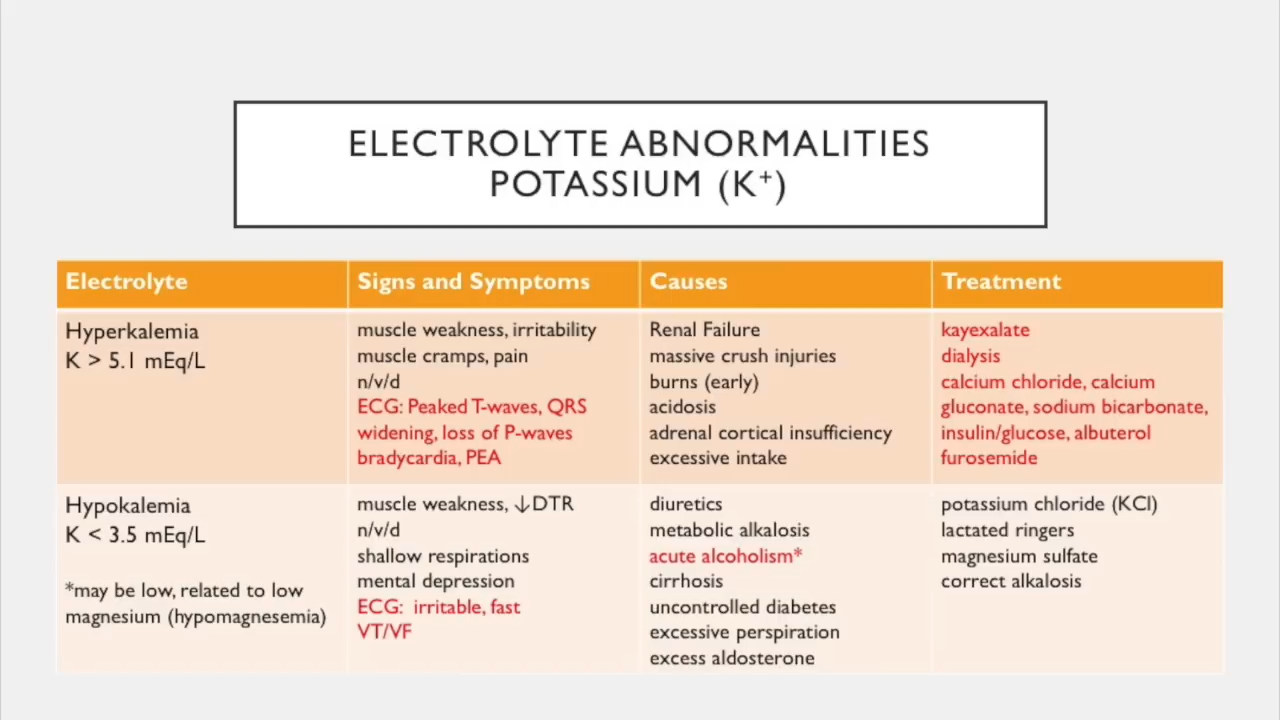 ELECTROLYTE ABNORMALITIES
POTASSIUM (K⁺)
Electrolyte
Signs and Symptoms
Causes
Treatment
Hyperkalemia
K > 5.1 mEq/L
muscle weakness, irritability
muscle cramps, pain
n/v/d
ECG: Peaked T-waves, QRS
widening, loss of P-waves
bradycardia, PEA
Renal Failure
massive crush injuries
burns (early)
acidosis
adrenal cortical insufficiency
excessive intake
kayexalate
dialysis
calcium chloride, calcium
gluconate, sodium bicarbonate,
insulin/glucose, albuterol
furosemide
Hypokalemia
K < 3.5 mEq/L
*may be low, related to low
magnesium (hypomagnesemia)
muscle weakness, ↓DTR
n/v/d
shallow respirations
mental depression
ECG: irritable, fast
VT/VF
diuretics
metabolic alkalosis
acute alcoholism*
cirrhosis
uncontrolled diabetes
excessive perspiration
excess aldosterone
potassium chloride (KCl)
lactated ringers
magnesium sulfate
correct alkalosis